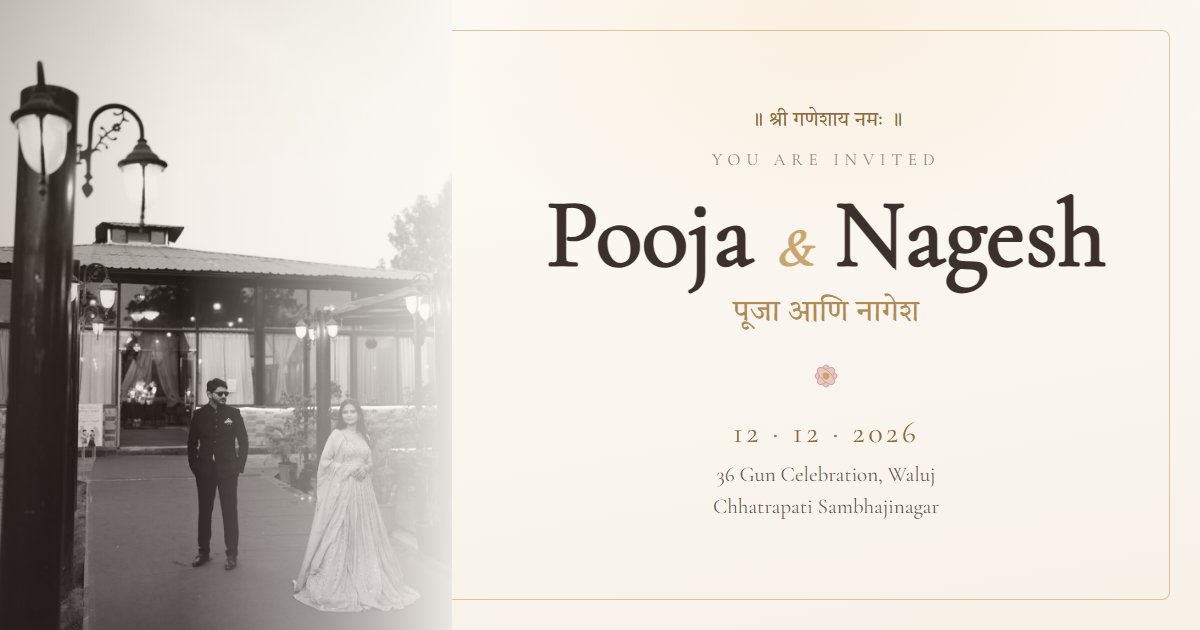 ॥ श्री गणेशाय नमः ॥
YOU ARE INVITED
Pooja & Nagesh
पूजा आणि नागेश
12 · 12 · 2026
36 Gun Celebration, Waluj
Chhatrapati Sambhajinagar